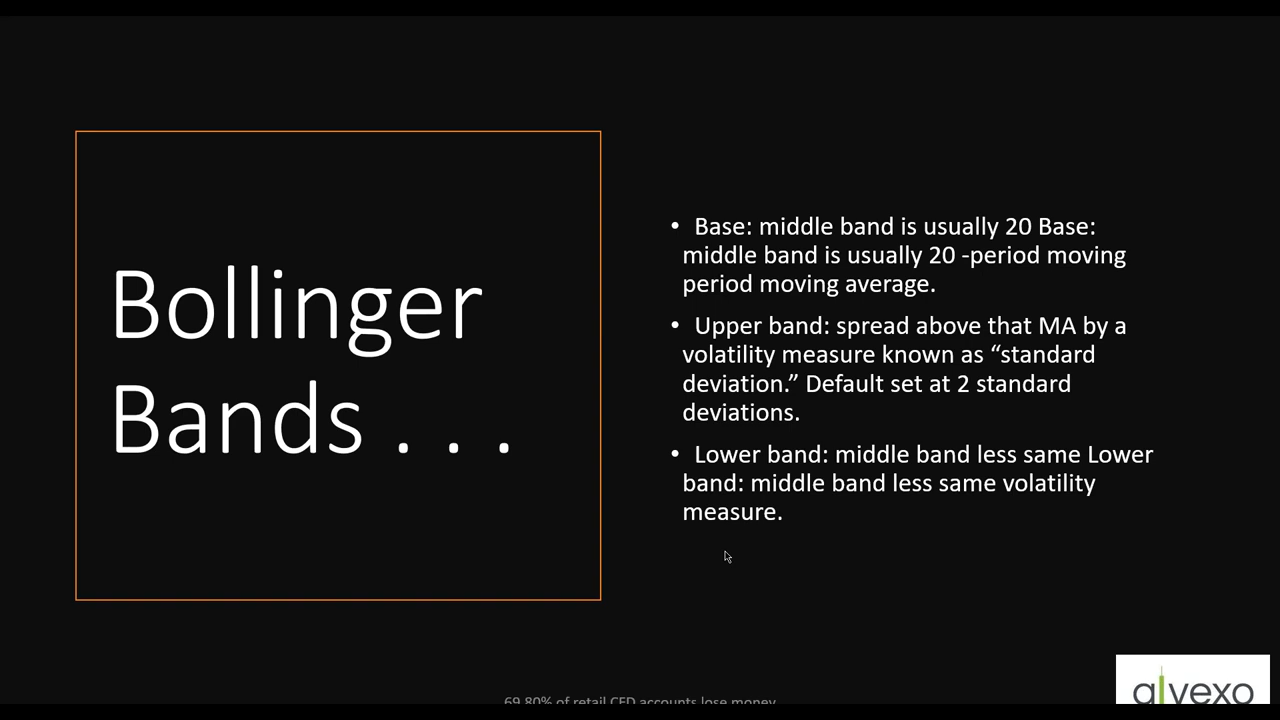 Bollinger
Bands . . .
• Base: middle band is usually 20 Base:
middle band is usually 20 -period moving
period moving average.
• Upper band: spread above that MA by a
volatility measure known as “standard
deviation.” Default set at 2 standard
deviations.
• Lower band: middle band less same Lower
band: middle band less same volatility
measure.
69.80% of retail CFD accounts lose money
alvexo